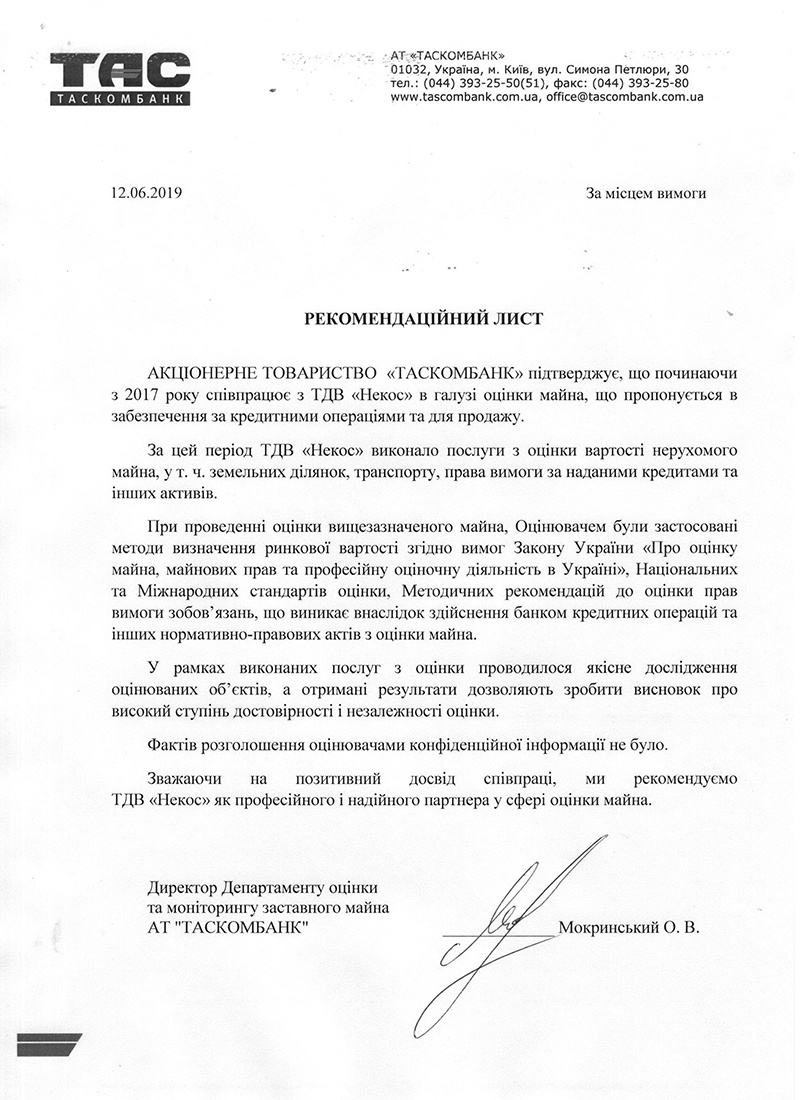 ТАС
ТАСКОМБАНК
АТ «ТАСКОМБАНК»
01032, Україна, м. Київ, вул. Симона Петлюри, 30
тел.: (044) 393-25-50(51), факс: (044) 393-25-80
www.tascombank.com.ua, office@tascombank.com.ua
12.06.2019
За місцем вимоги
РЕКОМЕНДАЦІЙНИЙ ЛИСТ
АКЦІОНЕРНЕ ТОВАРИСТВО «ТАСКОМБАНК» підтверджує, що починаючи
з 2017 року співпрацює з ТДВ «Некос» в галузі оцінки майна, що пропонується в
забезпечення за кредитними операціями та для продажу.
За цей період ТДВ «Некос» виконало послуги з оцінки вартості нерухомого
майна, у т. ч. земельних ділянок, транспорту, права вимоги за наданими кредитами та
інших активів.
При проведенні оцінки вищезазначеного майна, Оцінювачем були застосовані
методи визначення ринкової вартості згідно вимог Закону України «Про оцінку
майна, майнових прав та професійну оціночну діяльність в Україні», Національних
та Міжнародних стандартів оцінки, Методичних рекомендацій до оцінки прав
вимоги зобов’язань, що виникає внаслідок здійснення банком кредитних операцій та
інших нормативно-правових актів з оцінки майна.
У рамках виконаних послуг з оцінки проводилося якісне дослідження
оцінюваних об’єктів, а отримані результати дозволяють зробити висновок про
високий ступінь достовірності і незалежності оцінки.
Фактів розголошення оцінювачами конфіденційної інформації не було.
Зважаючи на позитивний досвід співпраці, ми рекомендуємо
ТДВ «Некос» як професійного і надійного партнера у сфері оцінки майна.
Директор Департаменту оцінки
та моніторингу заставного майна
АТ "ТАСКОМБАНК"
Мокринський О. В.